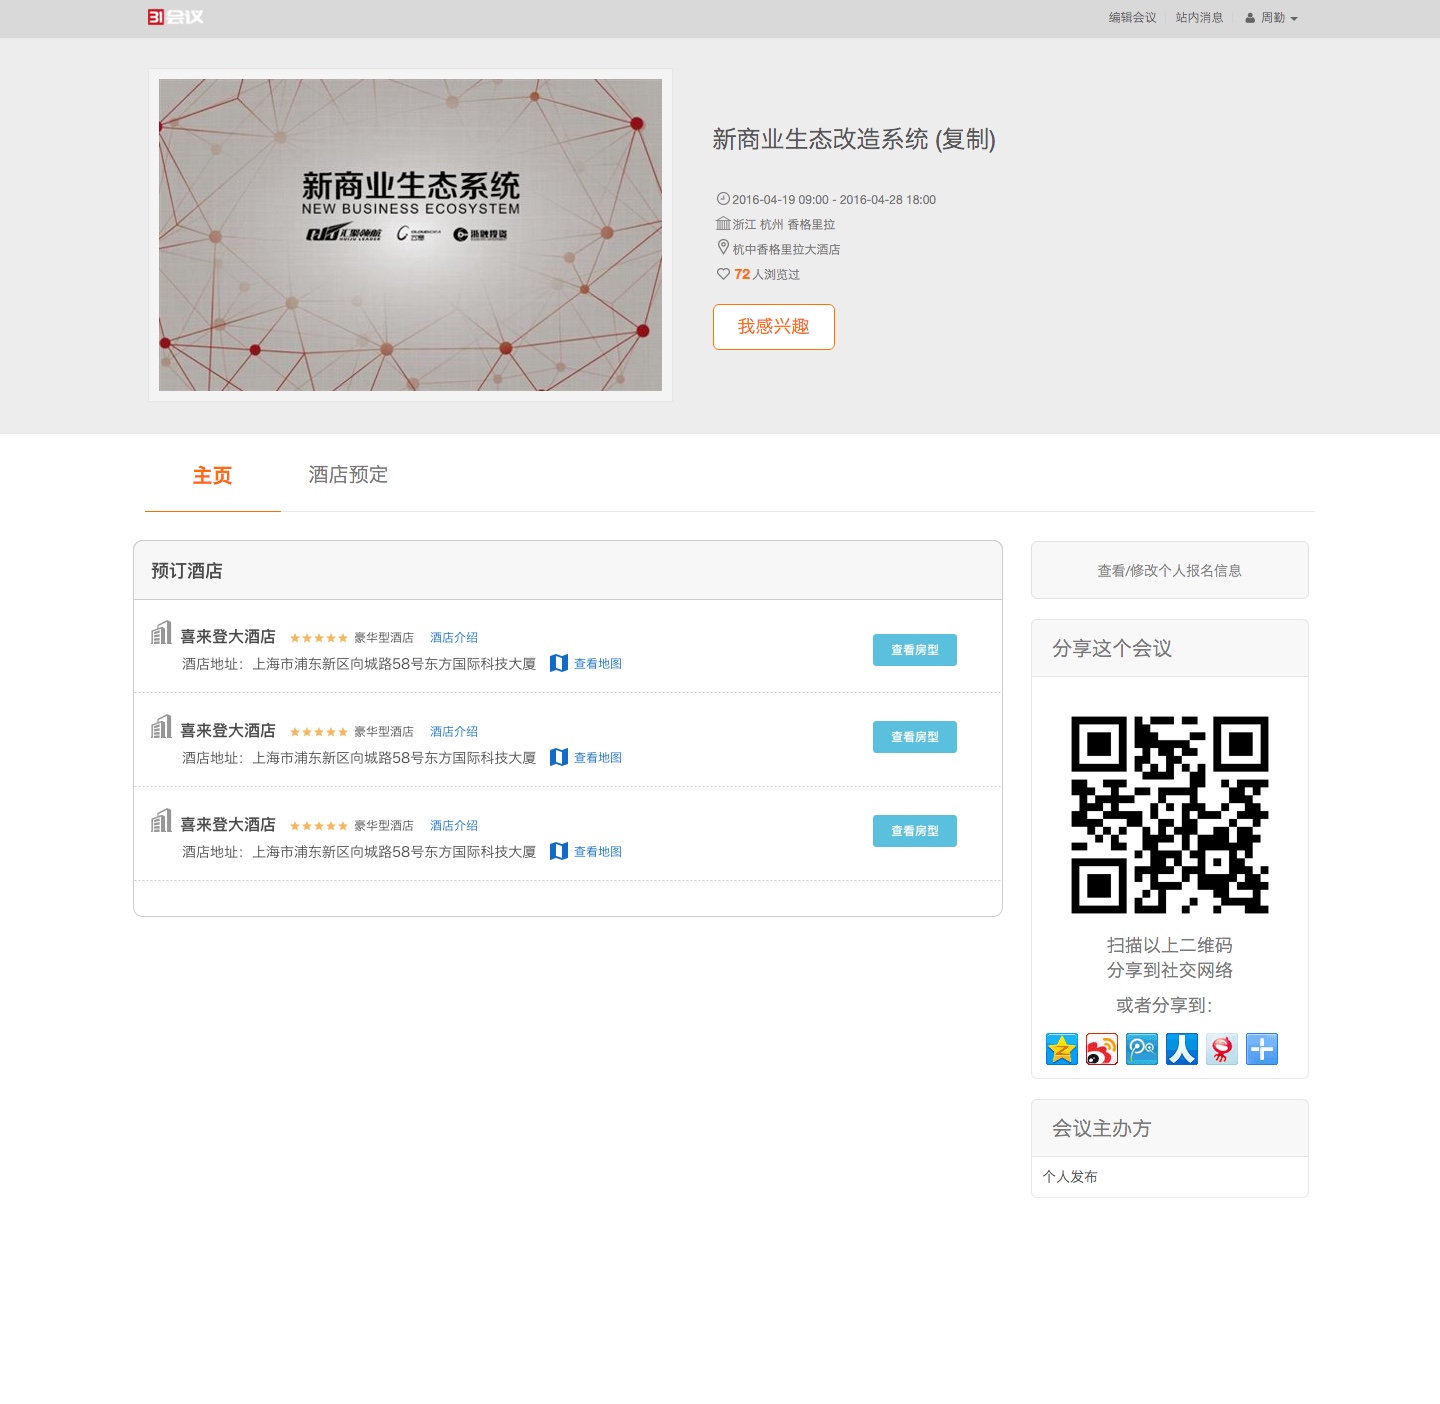 31会议
编辑会议 站内消息 周勤
新商业生态系统
NEW BUSINESS ECOSYSTEM
汇聚领航
HUIJU LEADER
浙融投资
新商业生态改造系统 (复制)
2016-04-19 09:00 - 2016-04-28 18:00
浙江 杭州 香格里拉
杭中香格里拉大酒店
72 人浏览过
我感兴趣
主页 酒店预定
预订酒店
喜来登大酒店 豪华型酒店 酒店介绍
酒店地址：上海市浦东新区向城路58号东方国际科技大厦 查看地图
查看房型
喜来登大酒店 豪华型酒店 酒店介绍
酒店地址：上海市浦东新区向城路58号东方国际科技大厦 查看地图
查看房型
喜来登大酒店 豪华型酒店 酒店介绍
酒店地址：上海市浦东新区向城路58号东方国际科技大厦 查看地图
查看房型
查看/修改个人报名信息
分享这个会议
扫描以上二维码
分享到社交网络
或者分享到：
会议主办方
个人发布